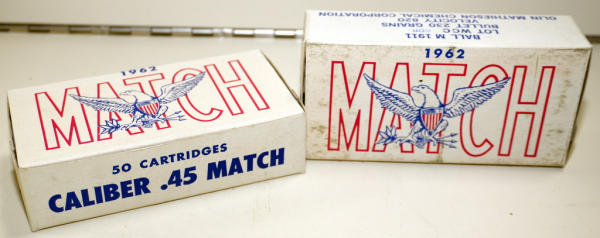 1962
MATCH
50 CARTRIDGES
CALIBER .45 MATCH
BALL M 1911
LOT WCC
BULLET 230 GRAINS
VELOCITY 820
OLIN MATHIESON CHEMICAL CORPORATION
1962
MATCH